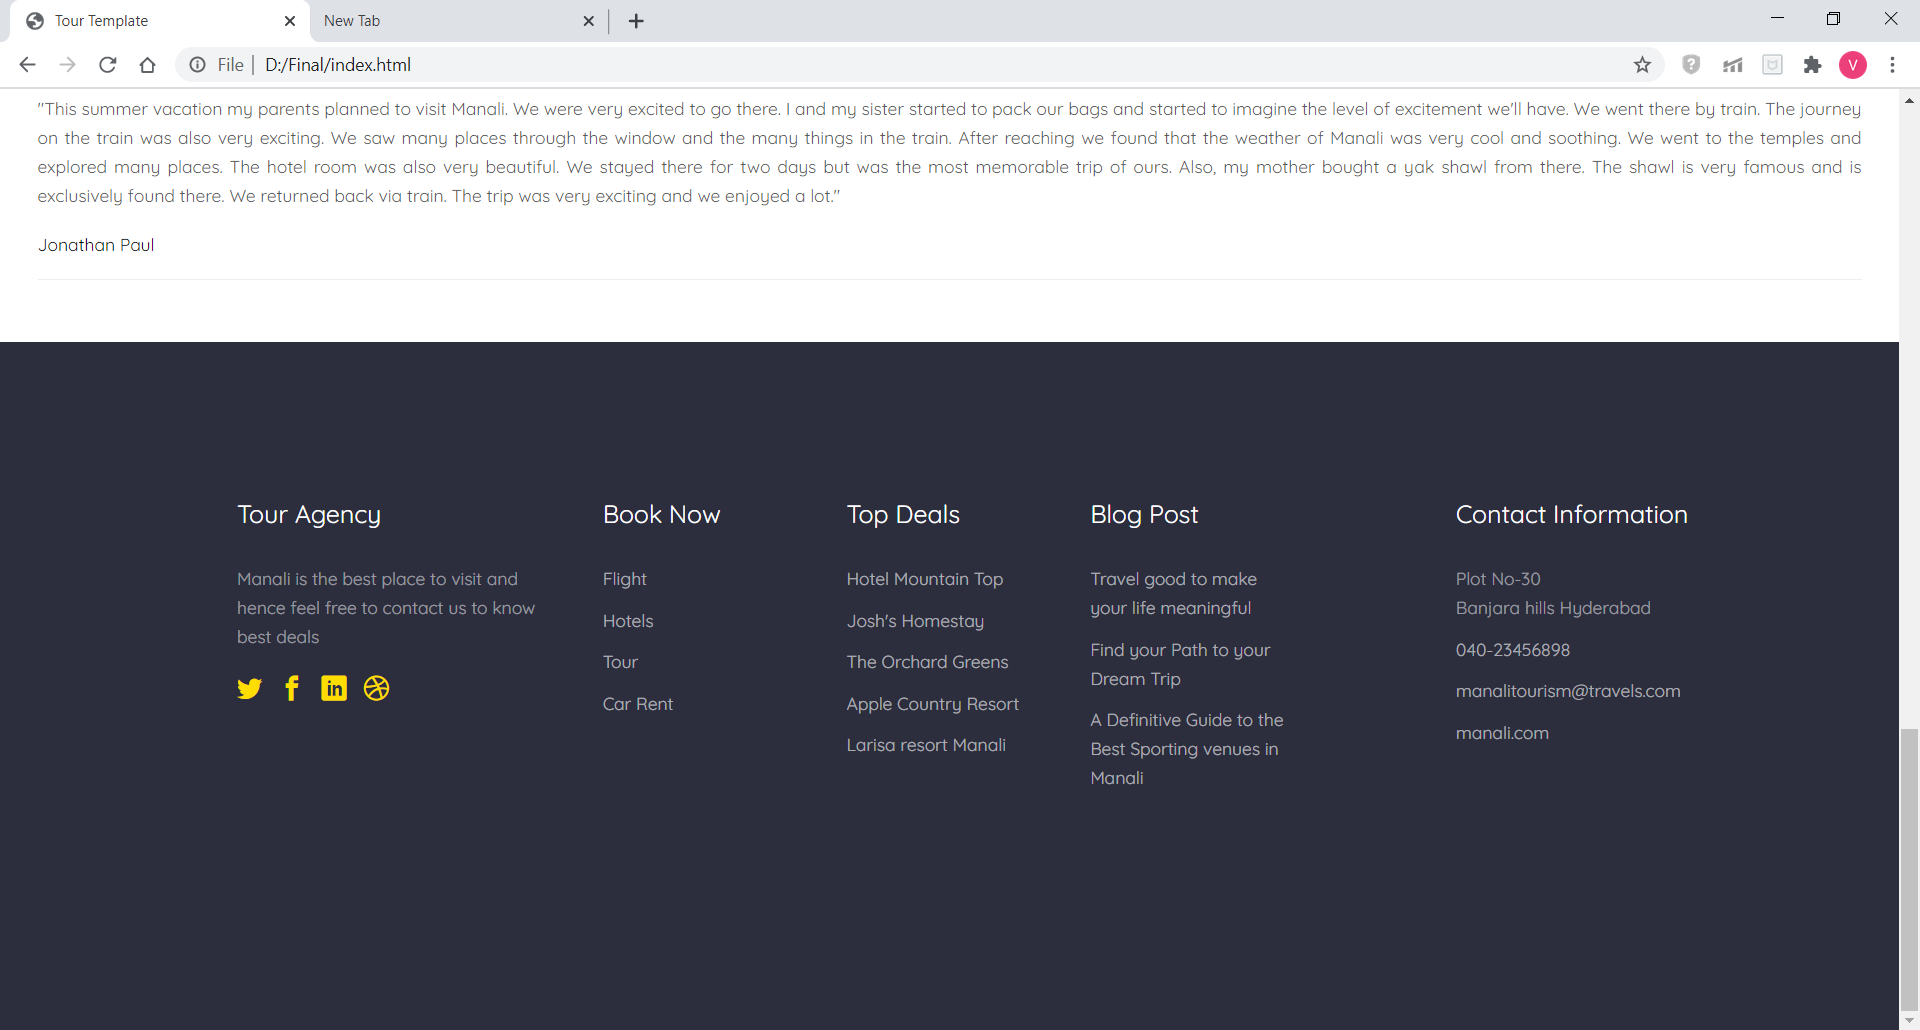 Tour Template
New Tab
File | D:/Final/index.html
V
"This summer vacation my parents planned to visit Manali. We were very excited to go there. I and my sister started to pack our bags and started to imagine the level of excitement we'll have. We went there by train. The journey
on the train was also very exciting. We saw many places through the window and the many things in the train. After reaching we found that the weather of Manali was very cool and soothing. We went to the temples and
explored many places. The hotel room was also very beautiful. We stayed there for two days but was the most memorable trip of ours. Also, my mother bought a yak shawl from there. The shawl is very famous and is
exclusively found there. We returned back via train. The trip was very exciting and we enjoyed a lot."
Jonathan Paul
Tour Agency
Manali is the best place to visit and
hence feel free to contact us to know
best deals
Book Now
Flight
Hotels
Tour
Car Rent
Top Deals
Hotel Mountain Top
Josh's Homestay
The Orchard Greens
Apple Country Resort
Larisa resort Manali
Blog Post
Travel good to make
your life meaningful
Find your Path to your
Dream Trip
A Definitive Guide to the
Best Sporting venues in
Manali
Contact Information
Plot No-30
Banjara hills Hyderabad
040-23456898
manalitourism@travels.com
manali.com